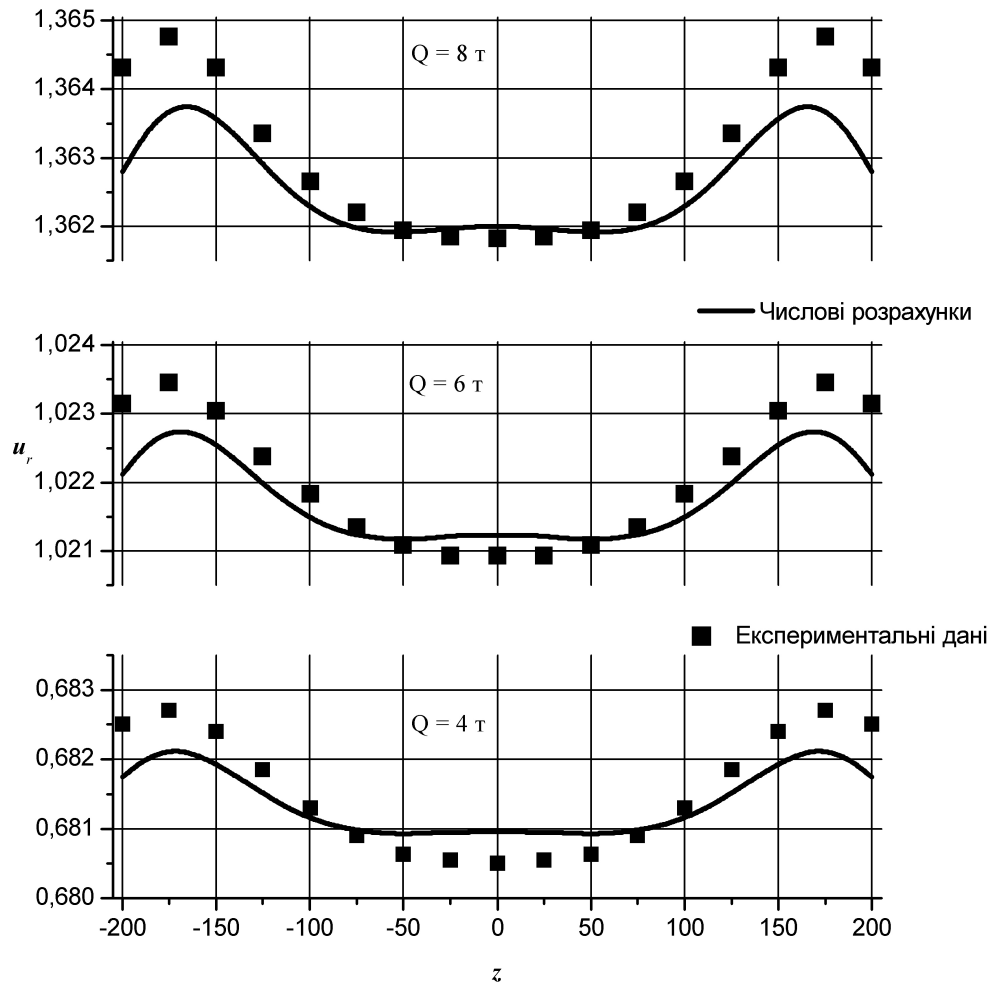 1,365
Q = 8 т
1,364
1,363
1,362
Числові розрахунки
1,024
Q = 6 т
1,023
u_r
1,022
1,021
Експериментальні дані
0,683
Q = 4 т
0,682
0,681
0,680
-200 -150 -100 -50 0 50 100 150 200
z